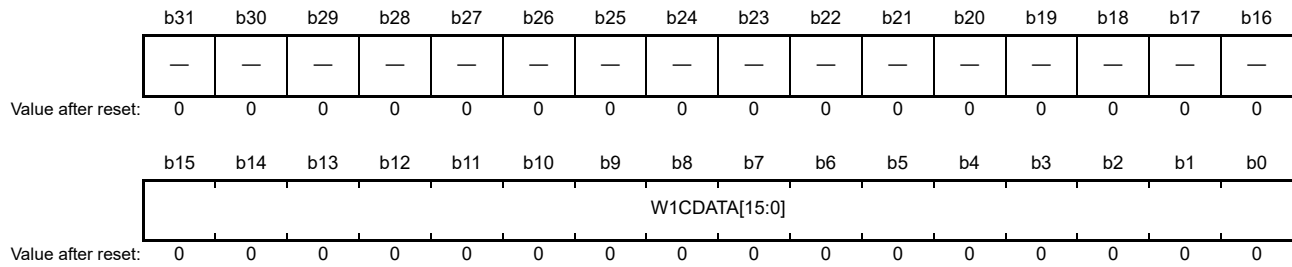 b31 b30 b29 b28 b27 b26 b25 b24 b23 b22 b21 b20 b19 b18 b17 b16
— — — — — — — — — — — — — — — —
Value after reset: 0 0 0 0 0 0 0 0 0 0 0 0 0 0 0 0
b15 b14 b13 b12 b11 b10 b9 b8 b7 b6 b5 b4 b3 b2 b1 b0
W1CDATA[15:0]
Value after reset: 0 0 0 0 0 0 0 0 0 0 0 0 0 0 0 0